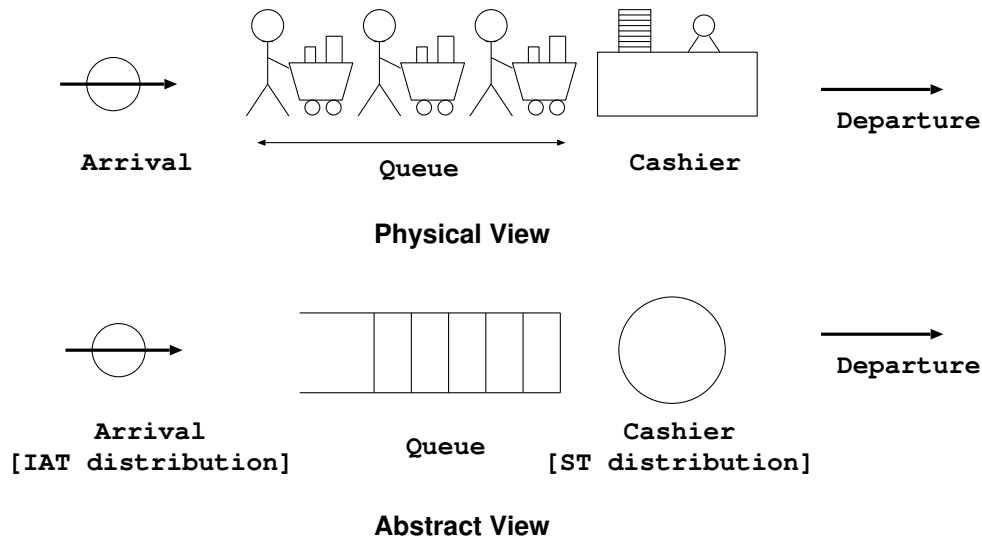 Arrival
Queue
Cashier
Departure
Physical View
Arrival
[IAT distribution]
Queue
Cashier
[ST distribution]
Departure
Abstract View